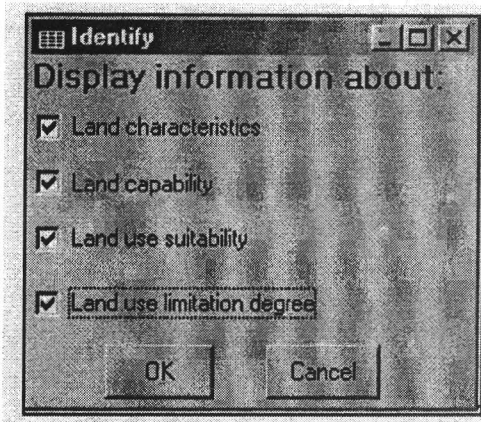 Identify
Display information about:
Land characteristics
Land capability
Land use suitability
Land use limitation degree
OK Cancel